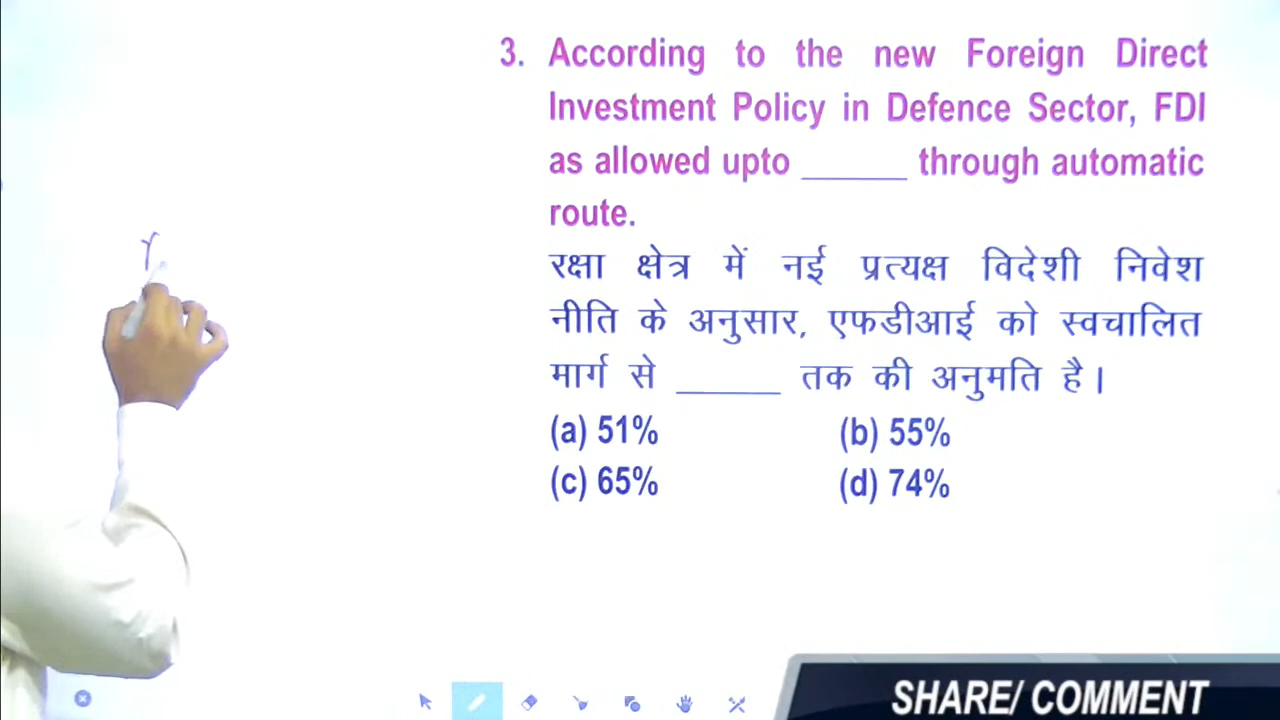 3. According to the new Foreign Direct
Investment Policy in Defence Sector, FDI
as allowed upto ______ through automatic
route.
रक्षा क्षेत्र में नई प्रत्यक्ष विदेशी निवेश
नीति के अनुसार, एफडीआई को स्वचालित
मार्ग से ______ तक की अनुमति है।
(a) 51% (b) 55%
(c) 65% (d) 74%
SHARE/ COMMENT